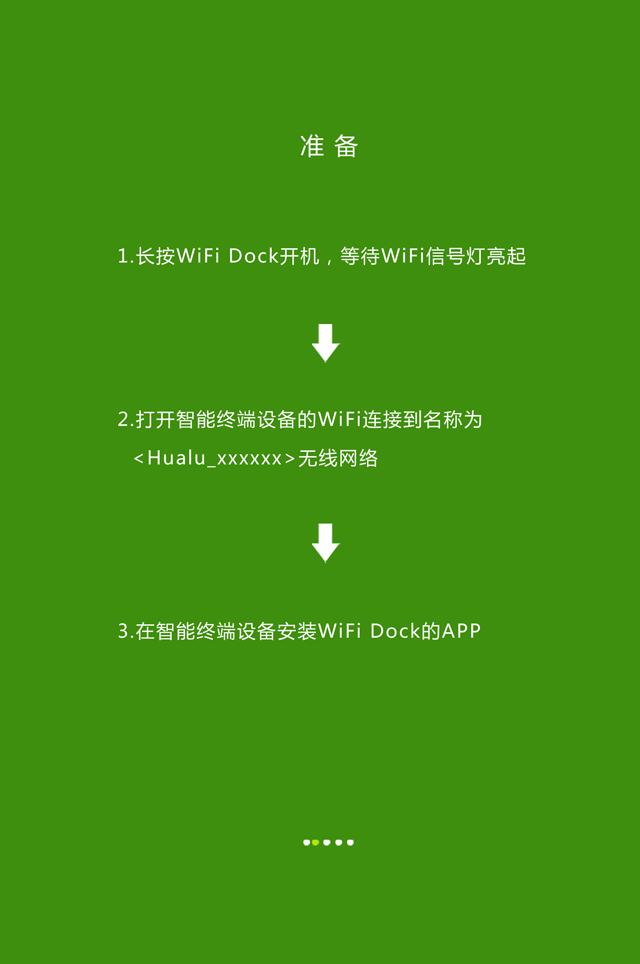 准 备
1.长按WiFi Dock开机，等待WiFi信号灯亮起
2.打开智能终端设备的WiFi连接到名称为
<Hualu_xxxxxx>无线网络
3.在智能终端设备安装WiFi Dock的APP